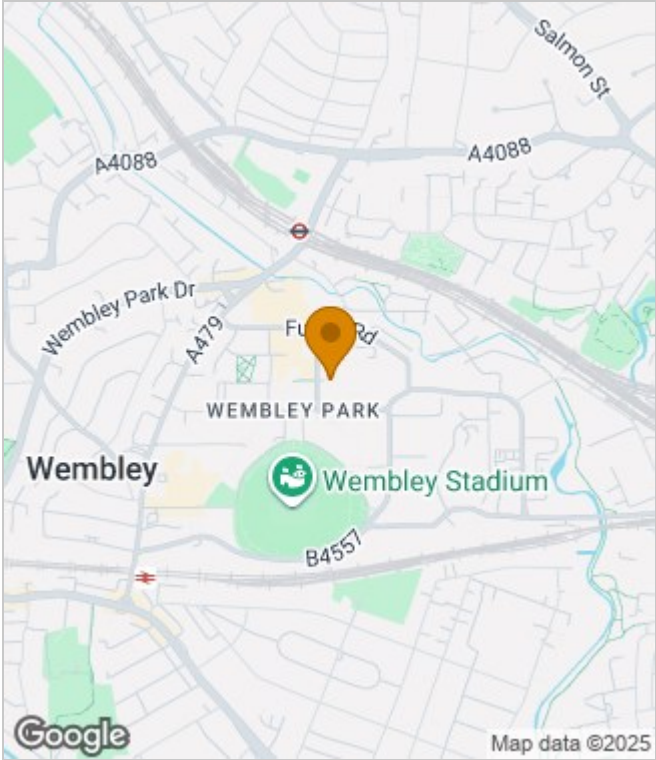 Salmon St
A4088
A4088
Wembley Park Dr
A479
Fu Rd
WEMBLEY PARK
Wembley
Wembley Stadium
B4557
Google
Map data ©2025